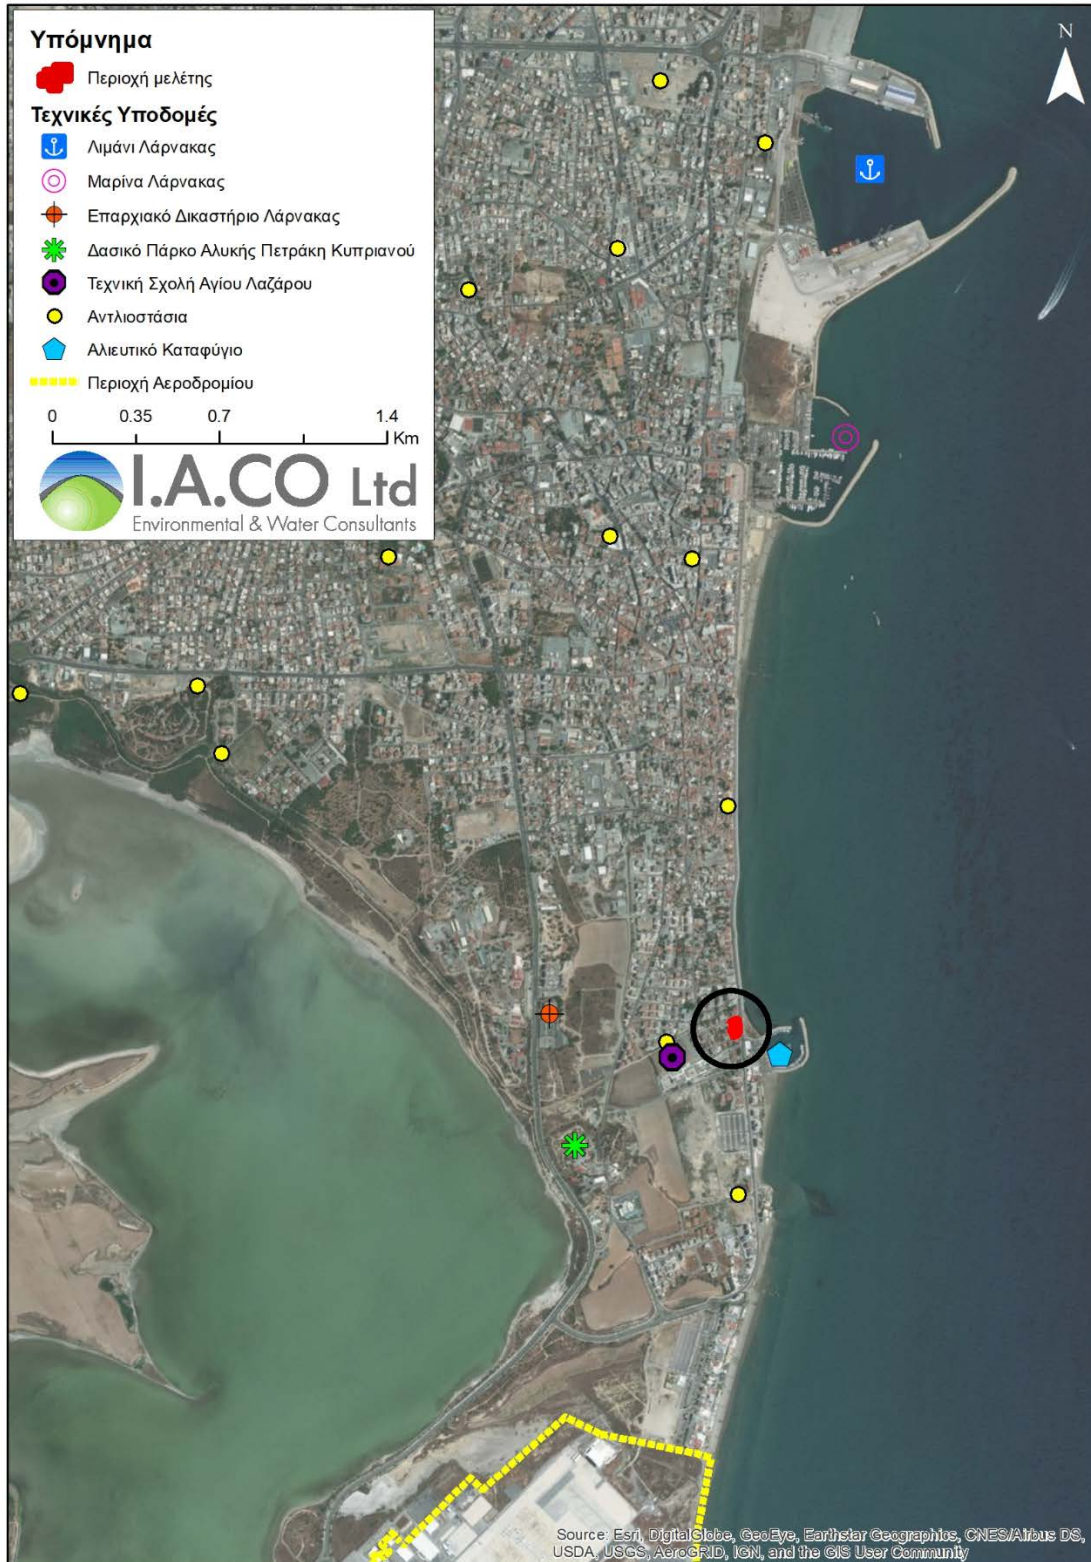 Υπόμνημα
Περιοχή μελέτης
Τεχνικές Υποδομές
Λιμάνι Λάρνακας
Μαρίνα Λάρνακας
Επαρχιακό Δικαστήριο Λάρνακας
Δασικό Πάρκο Αλυκής Πετράκη Κυπριανού
Τεχνική Σχολή Αγίου Λαζάρου
Αντλιοστάσια
Αλιευτικό Καταφύγιο
Περιοχή Αεροδρομίου
0 0.35 0.7 1.4
Km
I.A.CO Ltd
Environmental & Water Consultants
N
Source: Esri, DigitalGlobe, GeoEye, Earthstar Geographics, CNES/Airbus DS,
USDA, USGS, AeroGRID, IGN, and the GIS User Community